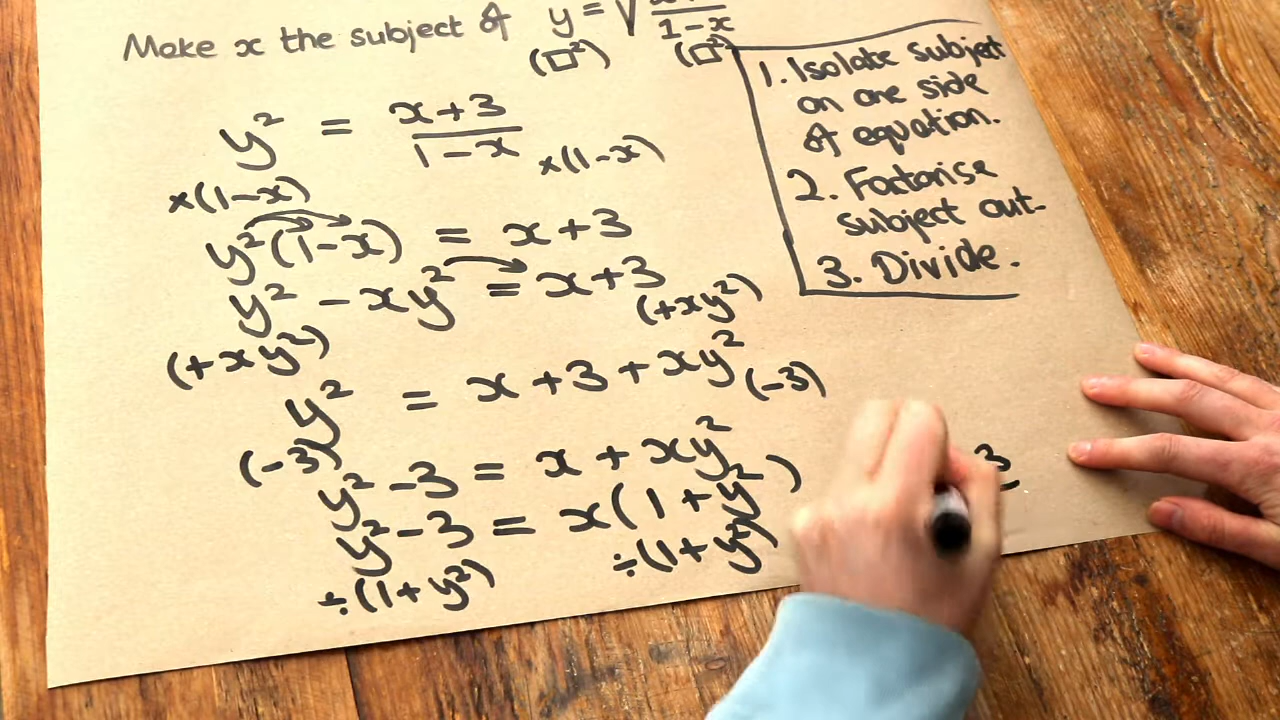 Make x the subject of y = √
1-x
(□²) (□²)
y² = x+3
1-x
×(1-x) ×(1-x)
y²(1-x) = x+3
y² - xy² = x+3
(+xy²) (+xy²)
y² = x+3+xy²
(-3) (-3)
y²-3 = x + xy²
y²-3 = x(1+y²)
÷(1+y²) ÷(1+y²)
3
1. Isolate subject
on one side
of equation.
2. Factorise
subject out.
3. Divide.